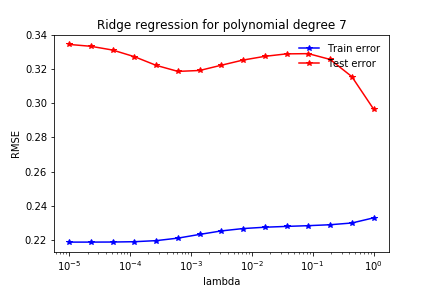 Ridge regression for polynomial degree 7
0.34
0.32
0.30
0.28
0.26
0.24
0.22
RMSE
Train error
Test error
10⁻⁵ 10⁻⁴ 10⁻³ 10⁻² 10⁻¹ 10⁰
lambda